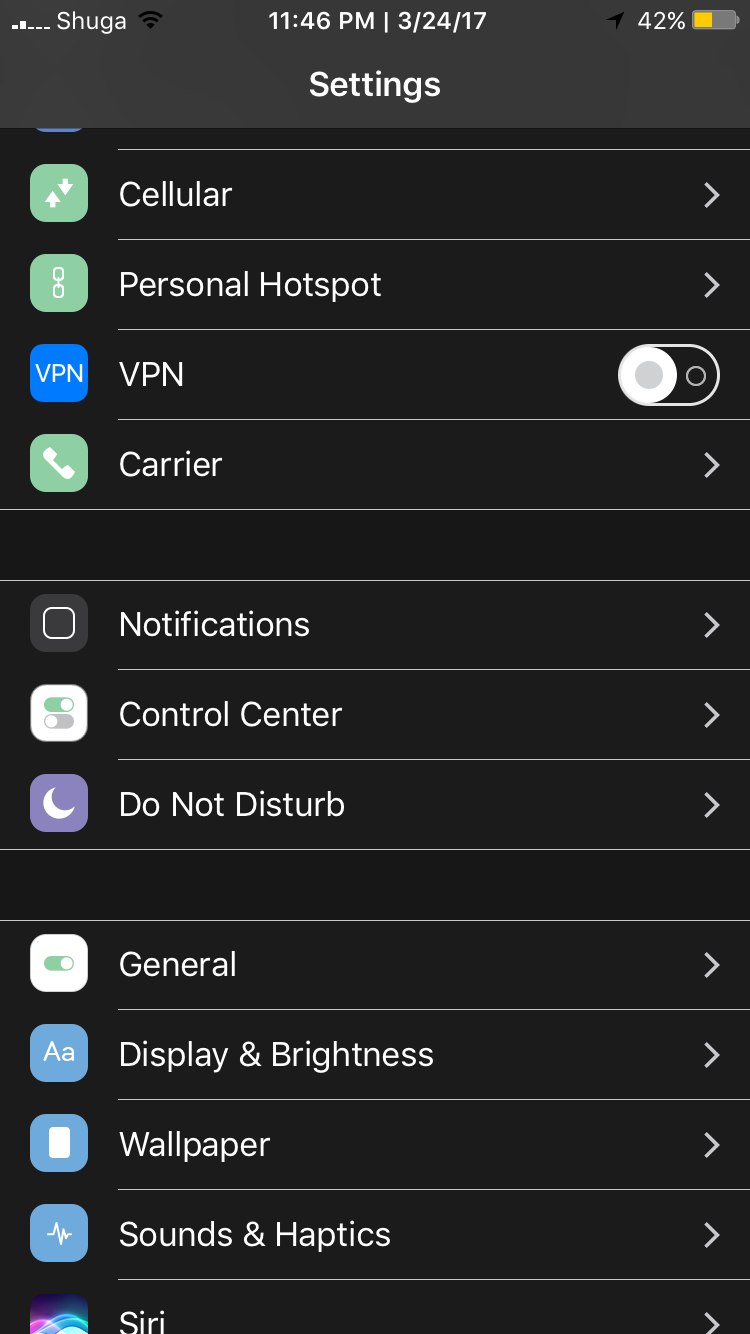 Shuga 11:46 PM | 3/24/17 42%
Settings
Cellular
Personal Hotspot
VPN VPN
Carrier
Notifications
Control Center
Do Not Disturb
General
Aa Display & Brightness
Wallpaper
Sounds & Haptics
Siri